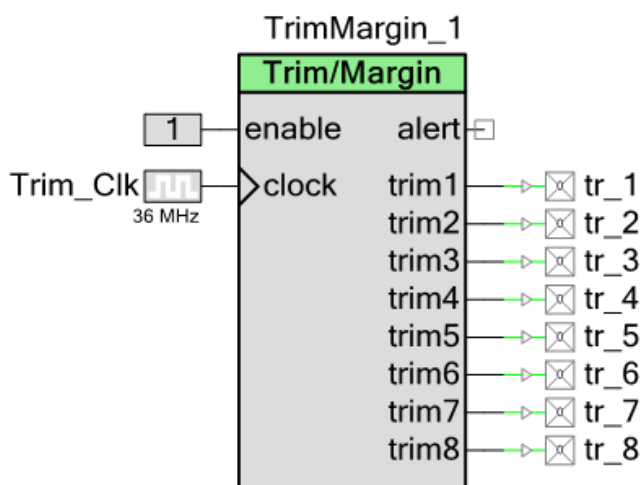 TrimMargin_1
Trim/Margin
1 enable alert
Trim_Clk clock trim1 tr_1
36 MHz
trim2 tr_2
trim3 tr_3
trim4 tr_4
trim5 tr_5
trim6 tr_6
trim7 tr_7
trim8 tr_8